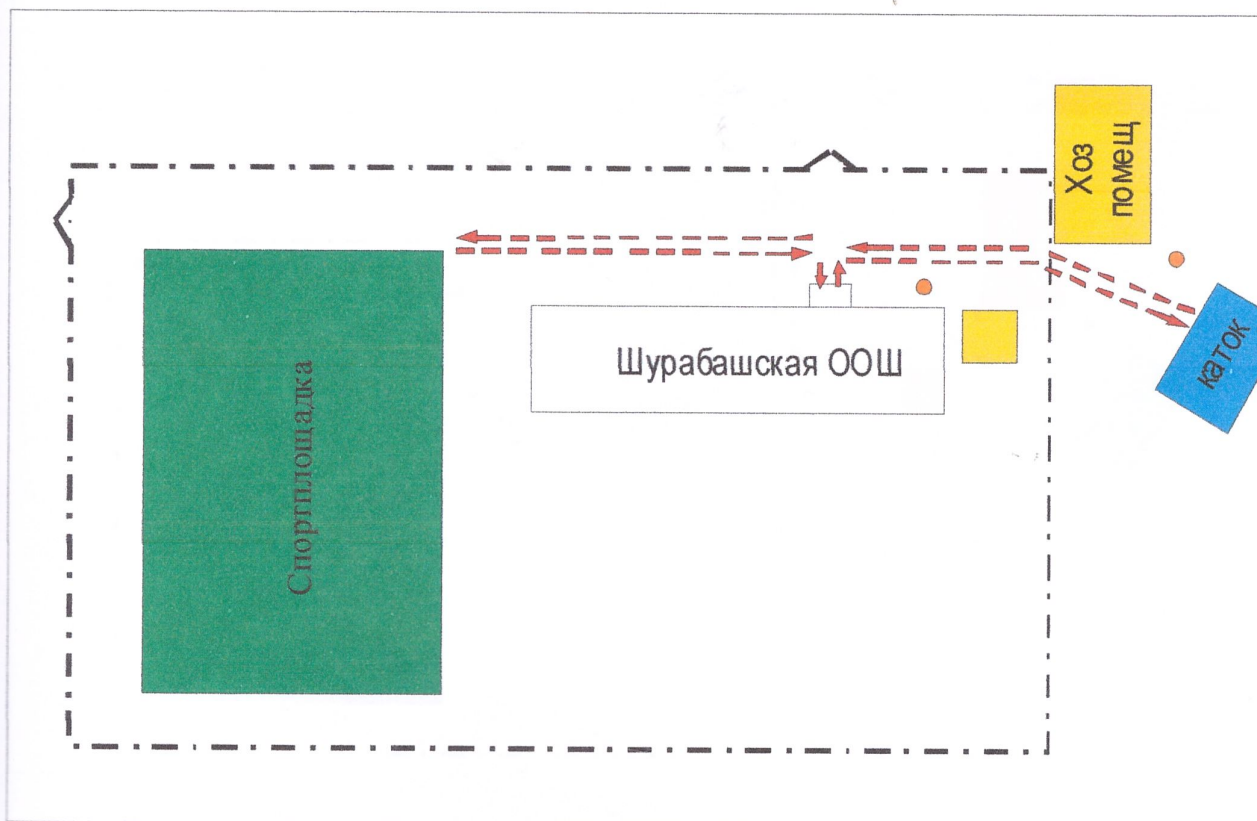 Хоз
помещ
Шурабашская ООШ
каток
Спортплощадка